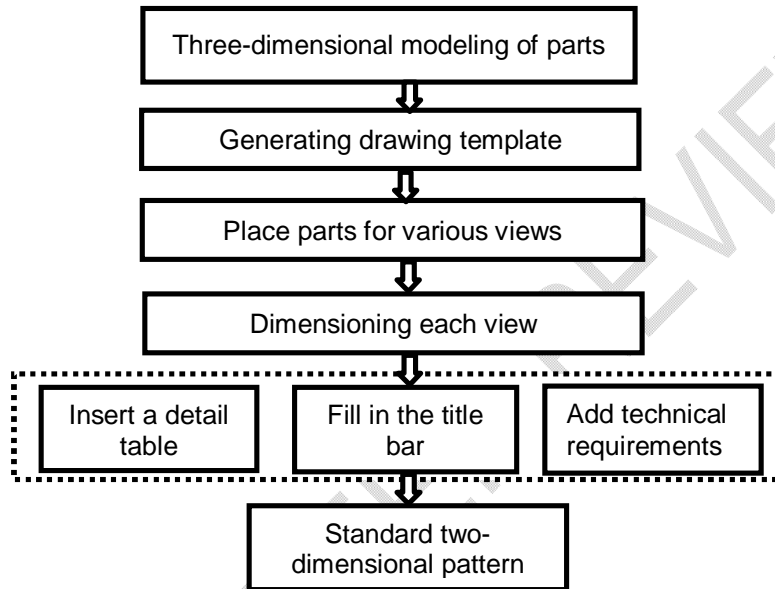 Three-dimensional modeling of parts
Generating drawing template
Place parts for various views
Dimensioning each view
Insert a detail
table
Fill in the title
bar
Add technical
requirements
Standard two-
dimensional pattern